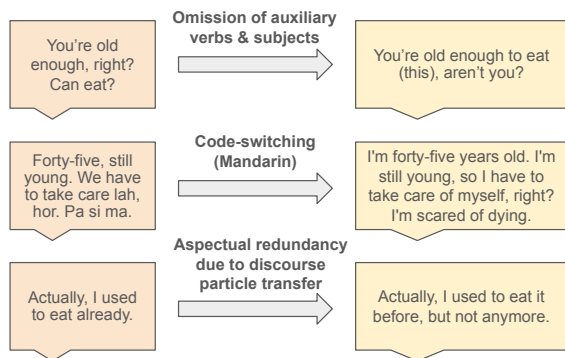 Omission of auxiliary
verbs & subjects
You're old
enough, right?
Can eat?
You're old enough to eat
(this), aren't you?
Code-switching
(Mandarin)
Forty-five, still
young. We have
to take care lah,
hor. Pa si ma.
I'm forty-five years old. I'm
still young, so I have to
take care of myself, right?
I'm scared of dying.
Aspectual redundancy
due to discourse
particle transfer
Actually, I used
to eat already.
Actually, I used to eat it
before, but not anymore.